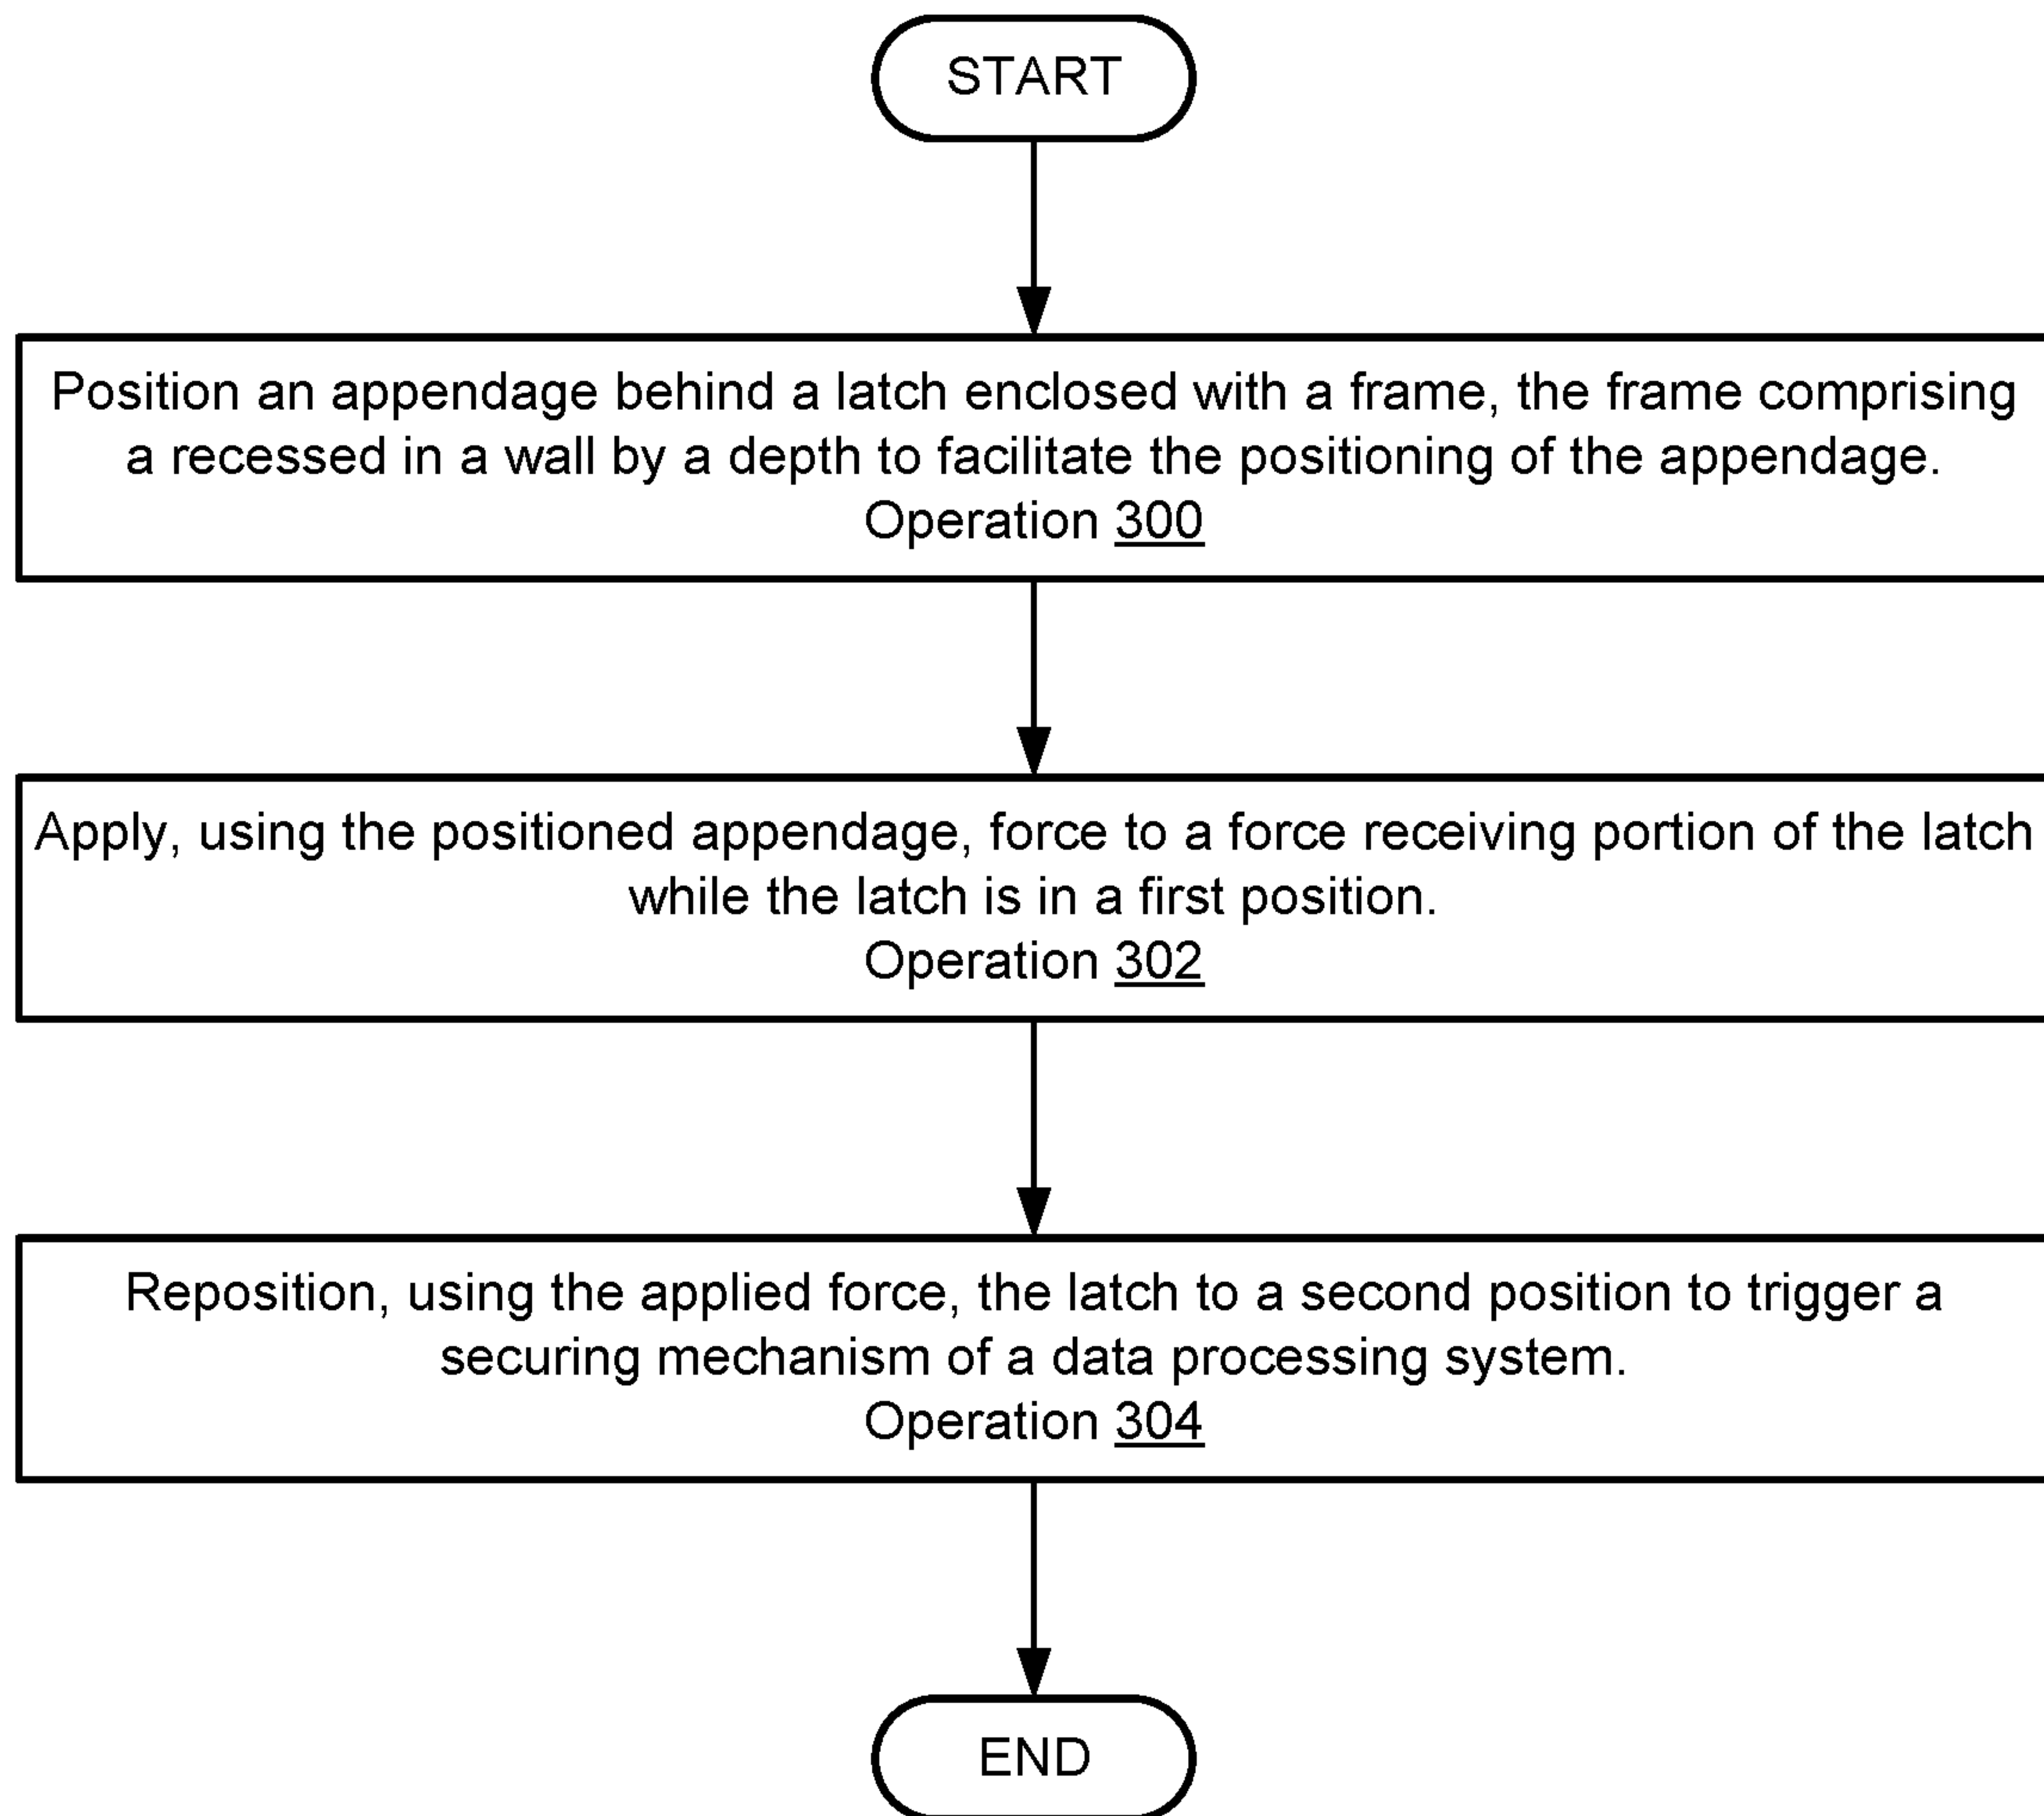 START
Position an appendage behind a latch enclosed with a frame, the frame comprising
a recessed in a wall by a depth to facilitate the positioning of the appendage.
Operation 300
Apply, using the positioned appendage, force to a force receiving portion of the latch
while the latch is in a first position.
Operation 302
Reposition, using the applied force, the latch to a second position to trigger a
securing mechanism of a data processing system.
Operation 304
END